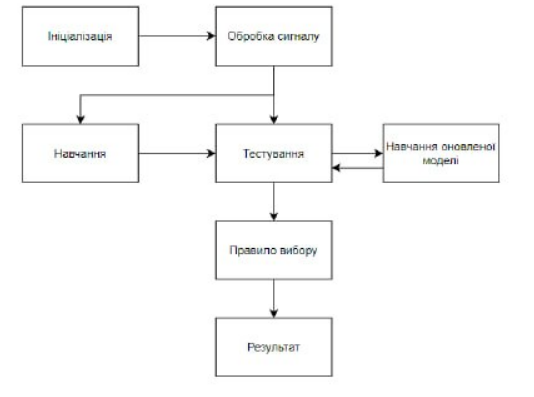 Ініціалізація
Обробка сигналу
Навчання
Тестування
Навчання оновленої
моделі
Правило вибору
Результат